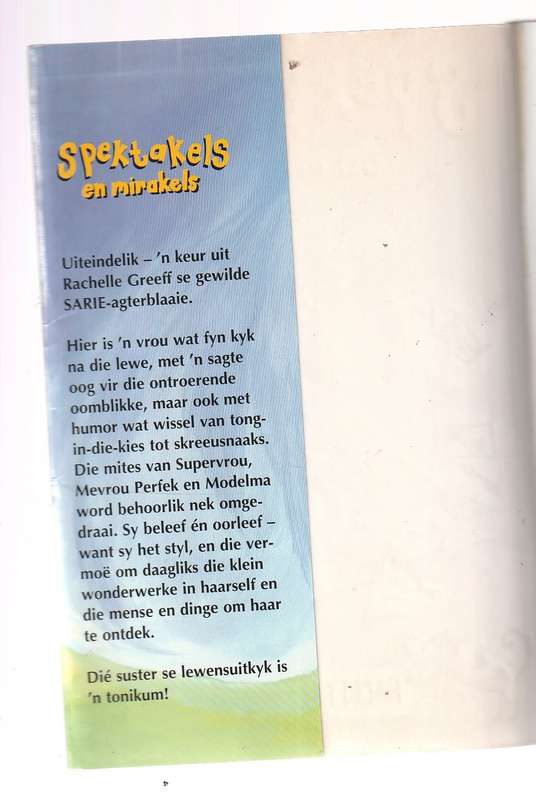 Spektakels
en mirakels
Uiteindelik – 'n keur uit
Rachelle Greeff se gewilde
SARIE-agterblaaie.
Hier is 'n vrou wat fyn kyk
na die lewe, met 'n sagte
oog vir die ontroerende
oomblikke, maar ook met
humor wat wissel van tong-
in-die-kies tot skreeusnaaks.
Die mites van Supervrou,
Mevrou Perfek en Modelma
word behoorlik nek omge-
draai. Sy beleef én oorleef –
want sy het styl, en die ver-
moë om daagliks die klein
wonderwerke in haarself en
die mense en dinge om haar
te ontdek.
Dié suster se lewensuitkyk is
'n tonikum!